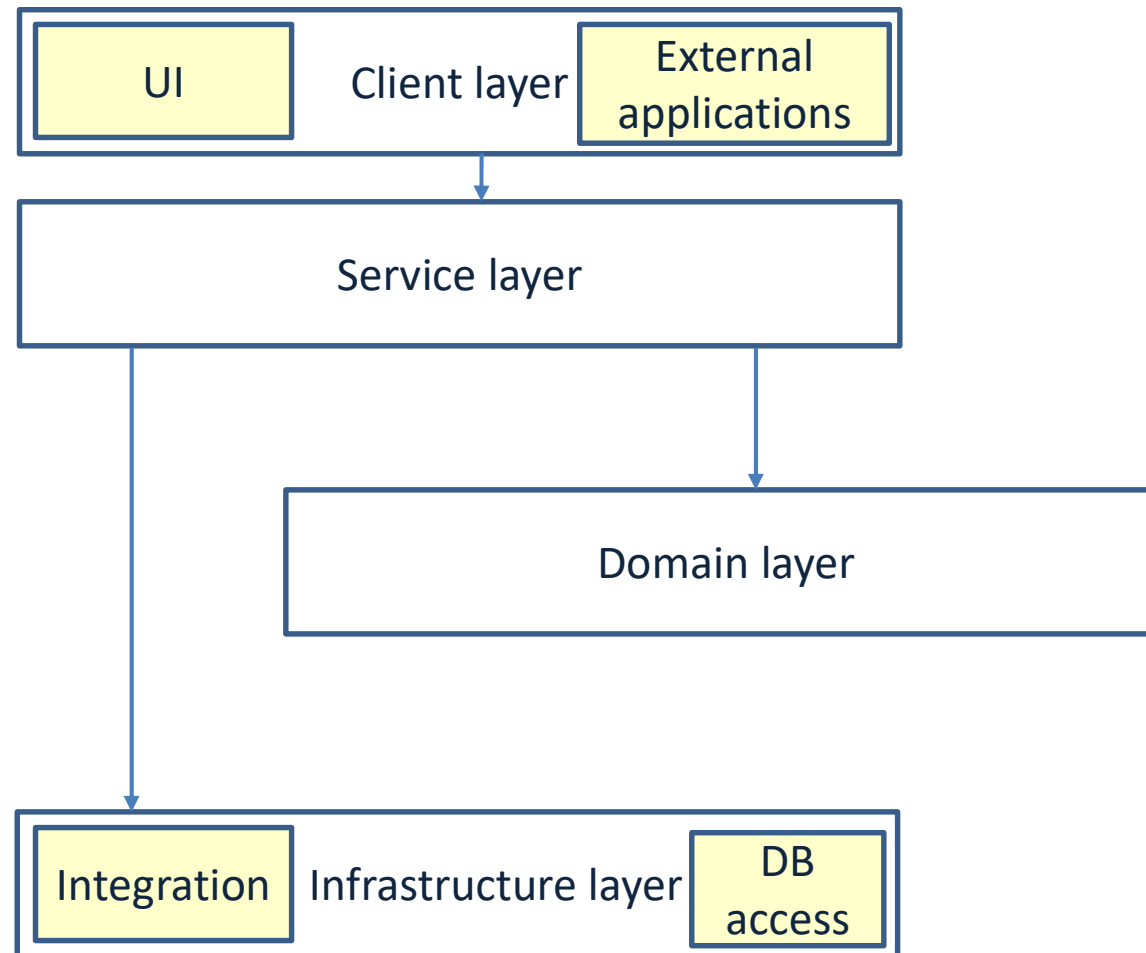 UI
Client layer
External
applications
Service layer
Domain layer
Integration
Infrastructure layer
DB
access